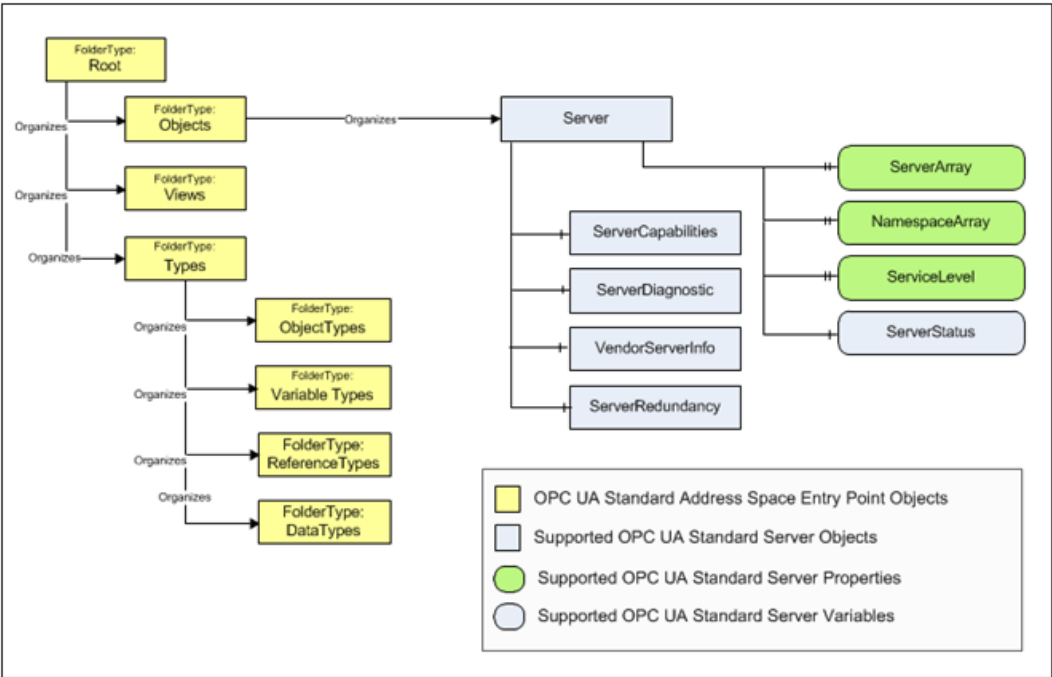 FolderType:
Root
Organizes
FolderType:
Objects
Organizes
Server
ServerArray
Organizes
FolderType:
Views
NamespaceArray
Organizes
FolderType:
Types
ServerCapabilities
ServiceLevel
ServerDiagnostic
Organizes
FolderType:
ObjectTypes
ServerStatus
VendorServerInfo
Organizes
FolderType:
Variable Types
ServerRedundancy
Organizes
FolderType:
ReferenceTypes
Organizes
FolderType:
DataTypes
OPC UA Standard Address Space Entry Point Objects
Supported OPC UA Standard Server Objects
Supported OPC UA Standard Server Properties
Supported OPC UA Standard Server Variables